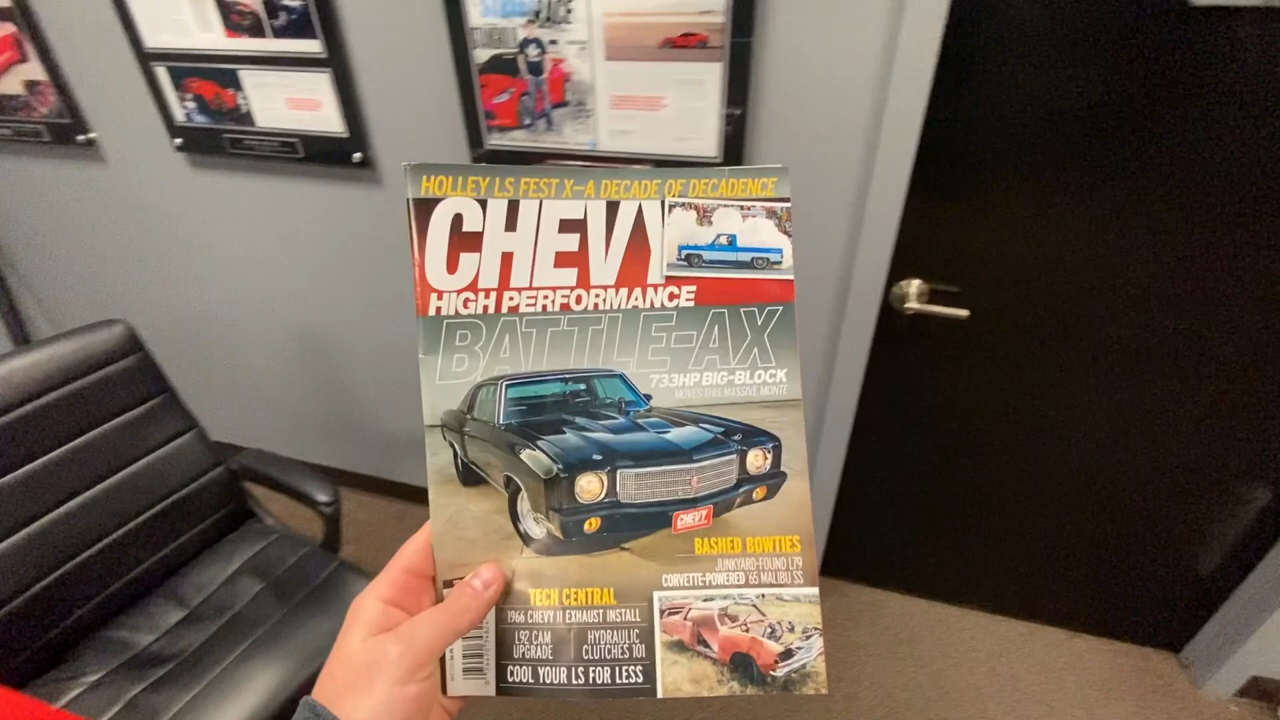 HOLLEY LS FEST X—A DECADE OF DECADENCE
CHEVY
HIGH PERFORMANCE
BATTLE-AX
733HP BIG-BLOCK
MOVES THIS MASSIVE MONTE
CHEVY
BASHED BOWTIES
JUNKYARD-FOUND L79
CORVETTE-POWERED '65 MALIBU SS
TECH CENTRAL
1966 CHEVY II EXHAUST INSTALL
L92 CAM
UPGRADE
HYDRAULIC
CLUTCHES 101
COOL YOUR LS FOR LESS